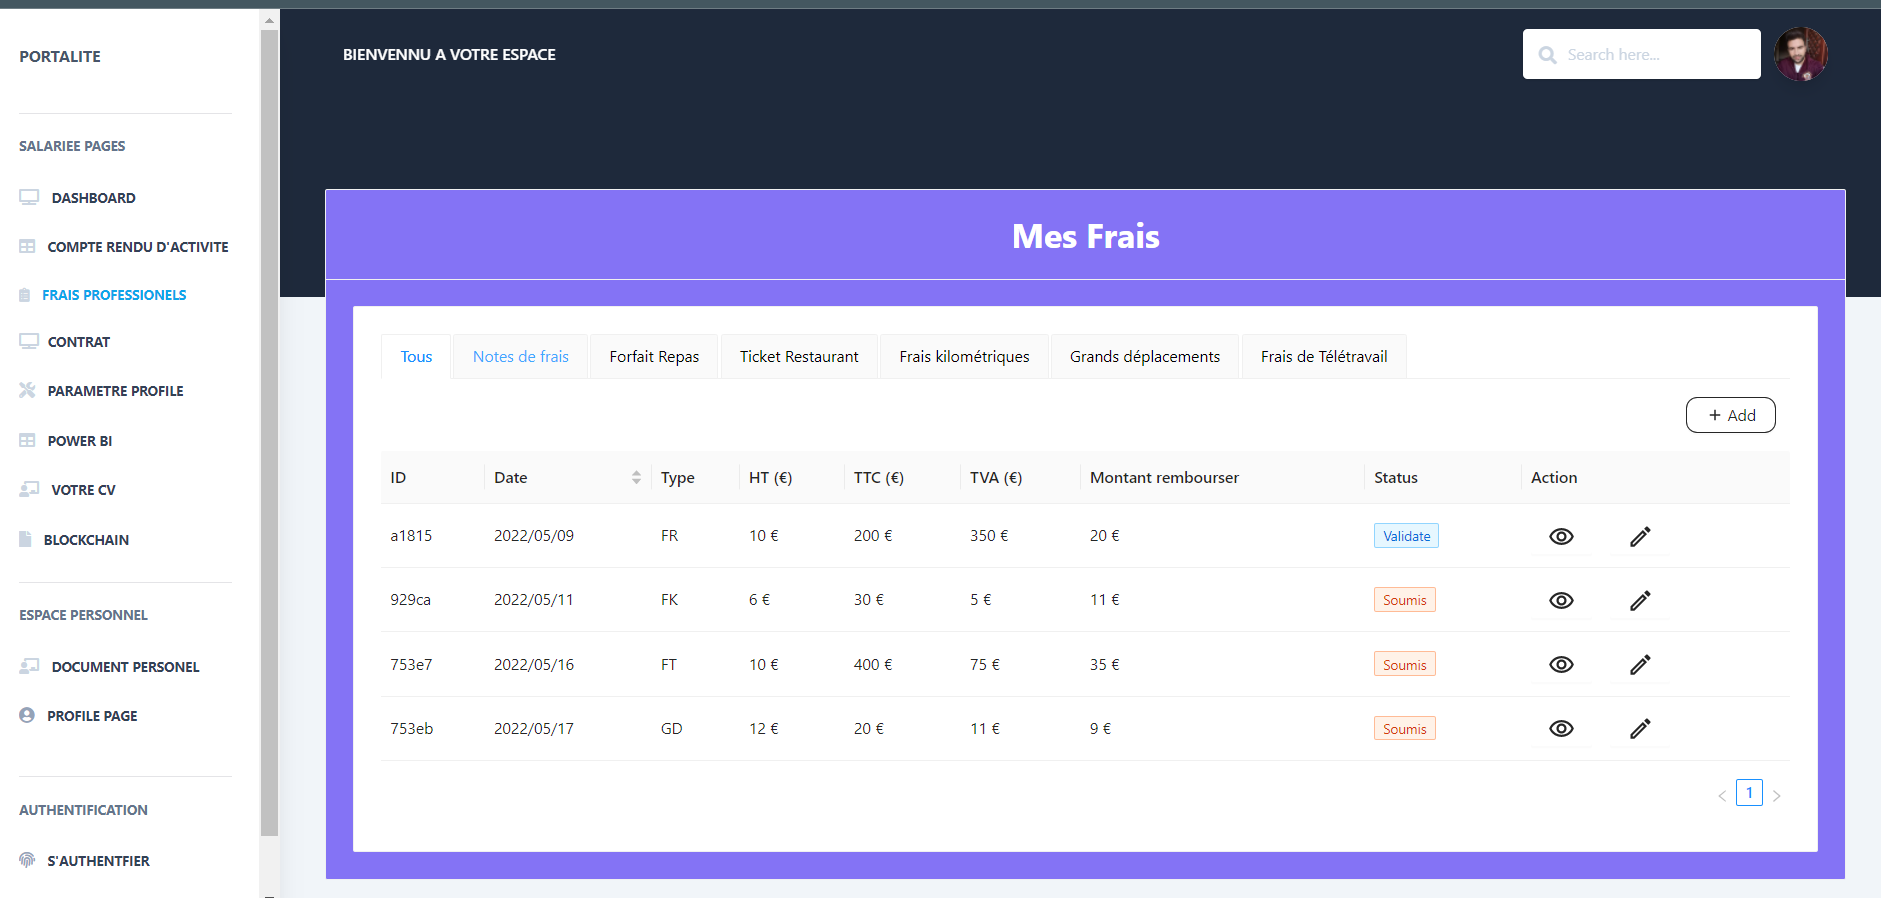 PORTALITE
SALARIEE PAGES
DASHBOARD
COMPTE RENDU D'ACTIVITE
FRAIS PROFESSIONELS
CONTRAT
PARAMETRE PROFILE
POWER BI
VOTRE CV
BLOCKCHAIN
ESPACE PERSONNEL
DOCUMENT PERSONEL
PROFILE PAGE
AUTHENTIFICATION
S'AUTHENTFIER
BIENVENNU A VOTRE ESPACE
Search here...
Mes Frais
Tous Notes de frais Forfait Repas Ticket Restaurant Frais kilométriques Grands déplacements Frais de Télétravail
+ Add
ID Date Type HT (€) TTC (€) TVA (€) Montant rembourser Status Action
a1815 2022/05/09 FR 10 € 200 € 350 € 20 € Validate
929ca 2022/05/11 FK 6 € 30 € 5 € 11 € Soumis
753e7 2022/05/16 FT 10 € 400 € 75 € 35 € Soumis
753eb 2022/05/17 GD 12 € 20 € 11 € 9 € Soumis
< 1 >